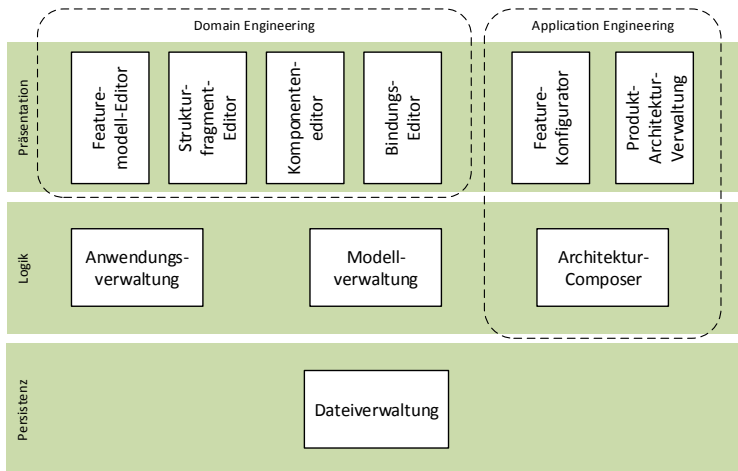 Domain Engineering
Application Engineering
Präsentation
Feature-
modell-Editor
Struktur-
fragment-
Editor
Komponenten-
editor
Bindungs-
Editor
Feature-
Konfigurator
Produkt-
Architektur-
Verwaltung
Logik
Anwendungs-
verwaltung
Modell-
verwaltung
Architektur-
Composer
Persistenz
Dateiverwaltung